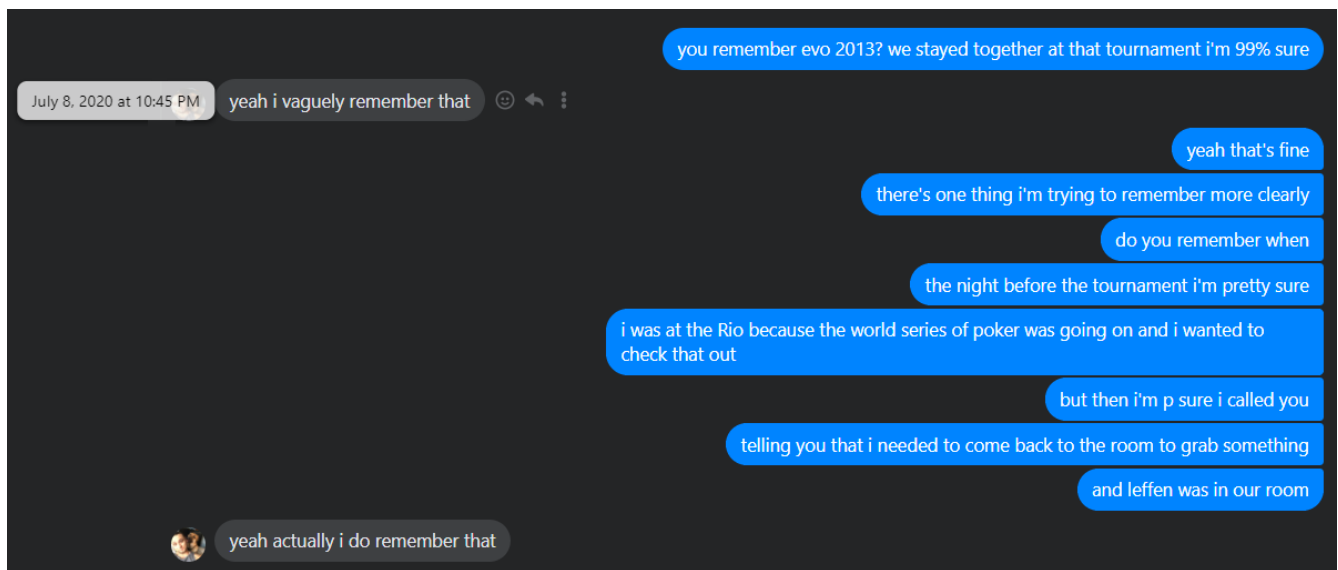 you remember evo 2013? we stayed together at that tournament i'm 99% sure
July 8, 2020 at 10:45 PM
yeah i vaguely remember that
yeah that's fine
there's one thing i'm trying to remember more clearly
do you remember when
the night before the tournament i'm pretty sure
i was at the Rio because the world series of poker was going on and i wanted to
check that out
but then i'm p sure i called you
telling you that i needed to come back to the room to grab something
and leffen was in our room
yeah actually i do remember that